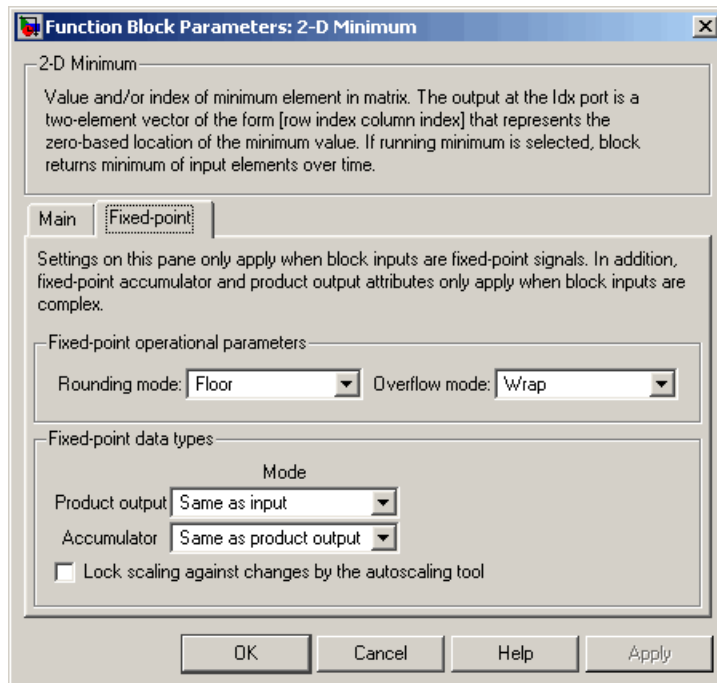 Function Block Parameters: 2-D Minimum
2-D Minimum
Value and/or index of minimum element in matrix. The output at the Idx port is a
two-element vector of the form [row index column index] that represents the
zero-based location of the minimum value. If running minimum is selected, block
returns minimum of input elements over time.
Main Fixed-point
Settings on this pane only apply when block inputs are fixed-point signals. In addition,
fixed-point accumulator and product output attributes only apply when block inputs are
complex.
Fixed-point operational parameters
Rounding mode: Floor Overflow mode: Wrap
Fixed-point data types
Mode
Product output Same as input
Accumulator Same as product output
Lock scaling against changes by the autoscaling tool
OK Cancel Help Apply